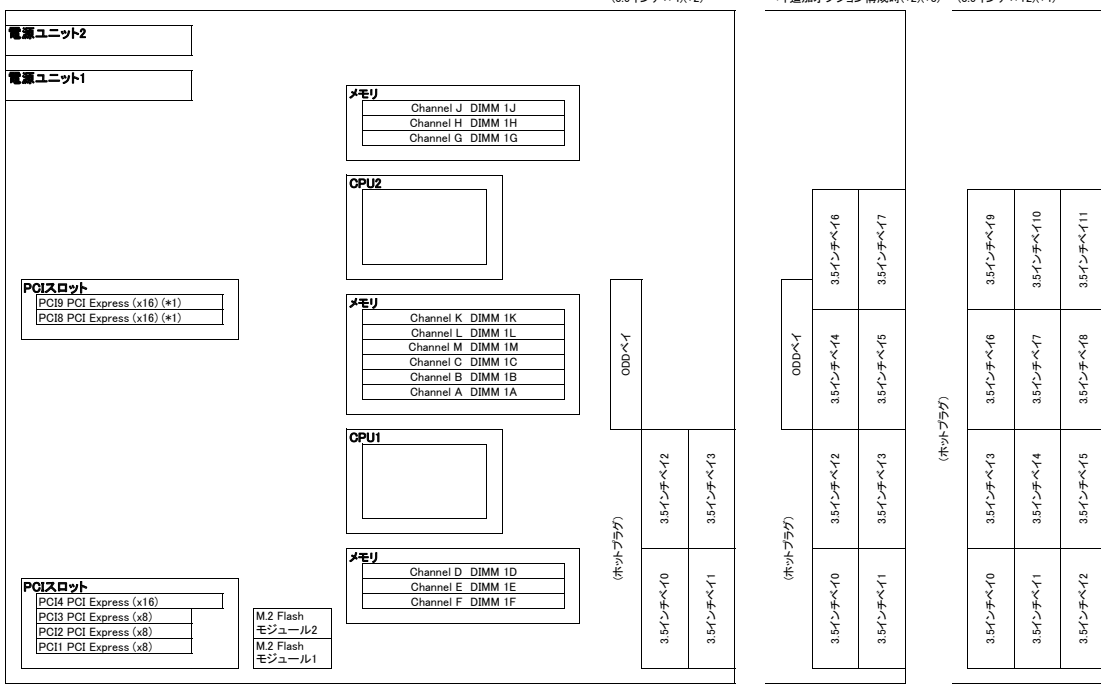 電源ユニット2
電源ユニット1
メモリ
Channel J DIMM 1J
Channel H DIMM 1H
Channel G DIMM 1G
CPU2
PCIスロット
PCI9 PCI Express (x16) (*1)
PCI8 PCI Express (x16) (*1)
メモリ
Channel K DIMM 1K
Channel L DIMM 1L
Channel M DIMM 1M
Channel C DIMM 1C
Channel B DIMM 1B
Channel A DIMM 1A
CPU1
メモリ
Channel D DIMM 1D
Channel E DIMM 1E
Channel F DIMM 1F
PCIスロット
PCI4 PCI Express (x16)
PCI3 PCI Express (x8)
PCI2 PCI Express (x8)
PCI1 PCI Express (x8)
M.2 Flash
モジュール2
M.2 Flash
モジュール1
ODDベイ
(ホットプラグ)
3.5インチベイ2
3.5インチベイ3
3.5インチベイ0
3.5インチベイ1
3.5インチベイ6
3.5インチベイ7
ODDベイ
3.5インチベイ4
3.5インチベイ5
(ホットプラグ)
3.5インチベイ2
3.5インチベイ3
3.5インチベイ0
3.5インチベイ1
(ホットプラグ)
3.5インチベイ9
3.5インチベイ10
3.5インチベイ11
3.5インチベイ6
3.5インチベイ7
3.5インチベイ8
3.5インチベイ3
3.5インチベイ4
3.5インチベイ5
3.5インチベイ0
3.5インチベイ1
3.5インチベイ2